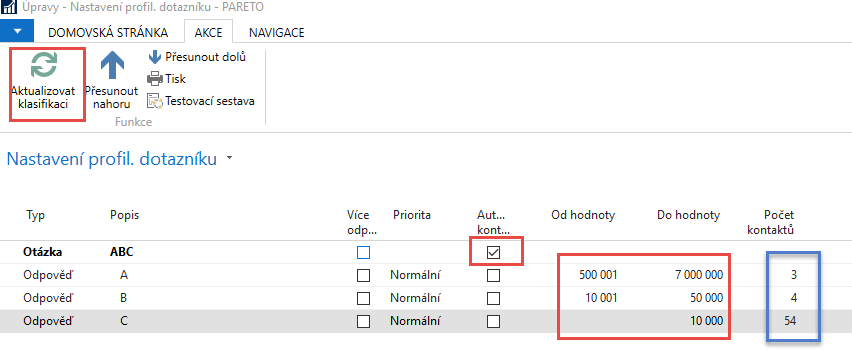 Úpravy - Nastavení profil. dotazníku - PARETO
DOMOVSKÁ STRÁNKA AKCE NAVIGACE
Aktualizovat klasifikaci
Přesunout nahoru
Přesunout dolů
Tisk
Testovací sestava
Funkce
Nastavení profil. dotazníku
Typ Popis Více odp... Priorita Aut... kont... Od hodnoty Do hodnoty Počet kontaktů
Otázka ABC
Odpověď A Normální 500 001 7 000 000 3
Odpověď B Normální 10 001 50 000 4
Odpověď C Normální 10 000 54